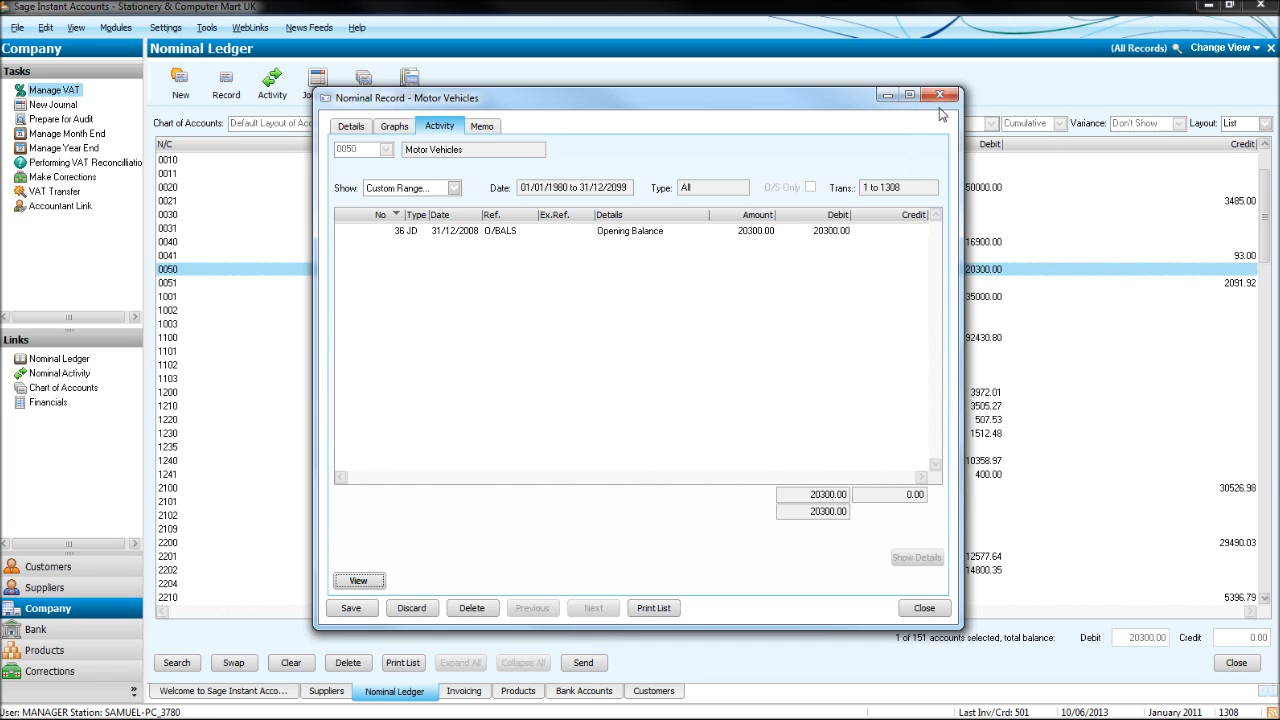 Sage Instant Accounts - Stationery & Computer Mart UK
File Edit View Modules Settings Tools WebLinks News Feeds Help
Company
Nominal Ledger
(All Records) Change View
Tasks
Manage VAT
New Journal
Prepare for Audit
Manage Month End
Manage Year End
Performing VAT Reconciliatio
Make Corrections
VAT Transfer
Accountant Link
Links
Nominal Ledger
Nominal Activity
Chart of Accounts
Financials
Customers
Suppliers
Company
Bank
Products
Corrections
New Record Activity
Chart of Accounts: Default Layout of Acc
Cumulative Variance: Don't Show Layout: List
N/C Debit Credit
0010
0011
0020 50000.00
0021 3485.00
0030
0031
0040 16900.00
0041 93.00
0050 20300.00
0051 2091.92
1001 35000.00
1002
1003
1100 92430.80
1101
1102
1103
1200 3972.01
1210 3505.27
1220 507.53
1230 1512.48
1235
1240 10358.97
1241 400.00
2100 30526.98
2101
2102
2109
2200 29490.03
2201 12577.64
2202 14800.35
2204
2210 5396.79
Nominal Record - Motor Vehicles
Details Graphs Activity Memo
0050 Motor Vehicles
Show: Custom Range... Date: 01/01/1980 to 31/12/2099 Type: All O/S Only Trans.: 1 to 1308
No Type Date Ref. Ex.Ref. Details Amount Debit Credit
36 JD 31/12/2008 O/BALS Opening Balance 20300.00 20300.00
20300.00 0.00
20300.00
Show Details
View
Save Discard Delete Previous Next Print List Close
1 of 151 accounts selected, total balance: Debit 20300.00 Credit 0.00
Search Swap Clear Delete Print List Expand All Collapse All Send Close
Welcome to Sage Instant Acco... Suppliers Nominal Ledger Invoicing Products Bank Accounts Customers
User: MANAGER Station: SAMUEL-PC_3780
Last Inv/Crd: 501 10/06/2013 January 2011 1308